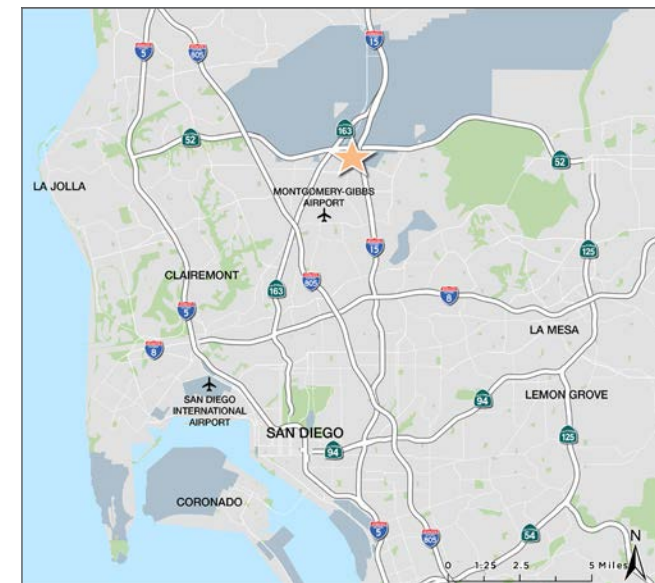 5
805
15
163
52
52
LA JOLLA
MONTGOMERY-GIBBS
AIRPORT
15
125
CLAIREMONT
163
805
8
5
LA MESA
8
SAN DIEGO
INTERNATIONAL
AIRPORT
94
LEMON GROVE
SAN DIEGO
94
125
CORONADO
5
805
54
N
0 1.25 2.5 5 Miles